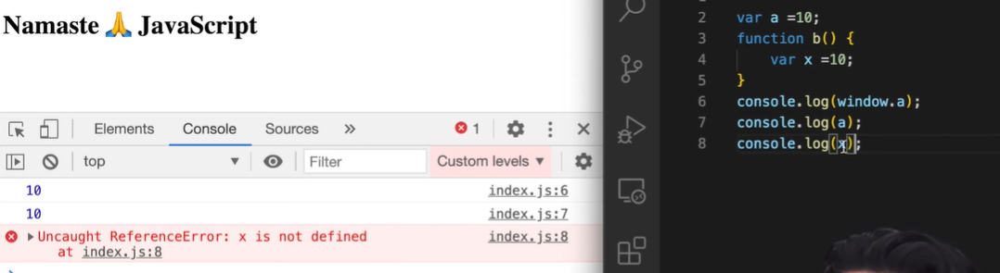 Namaste 🙏 JavaScript
Elements Console Sources » 1
top Filter Custom levels
10 index.js:6
10 index.js:7
Uncaught ReferenceError: x is not defined index.js:8
at index.js:8
2 var a =10;
3 function b() {
4 var x =10;
5 }
6 console.log(window.a);
7 console.log(a);
8 console.log(x);